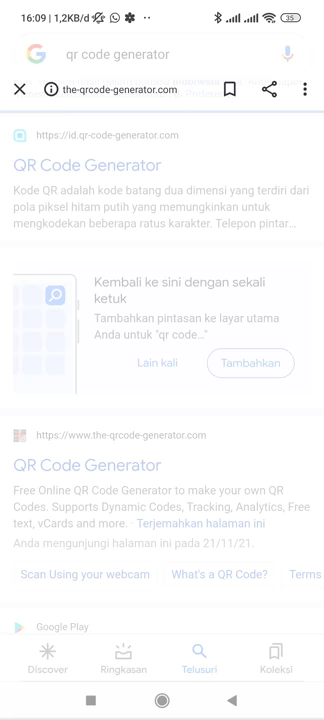 16:09 | 1,2KB/d
35
qr code generator
the-qrcode-generator.com
https://id.qr-code-generator.com
QR Code Generator
Kode QR adalah kode batang dua dimensi yang terdiri dari
pola piksel hitam putih yang memungkinkan untuk
mengkodekan beberapa ratus karakter. Telepon pintar...
Kembali ke sini dengan sekali
ketuk
Tambahkan pintasan ke layar utama
Anda untuk "qr code..."
Lain kali
Tambahkan
https://www.the-qrcode-generator.com
QR Code Generator
Free Online QR Code Generator to make your own QR
Codes. Supports Dynamic Codes, Tracking, Analytics, Free
text, vCards and more. · Terjemahkan halaman ini
Anda mengunjungi halaman ini pada 21/11/21.
Scan Using your webcam
What's a QR Code?
Terms
Google Play
Discover
Ringkasan
Telusuri
Koleksi